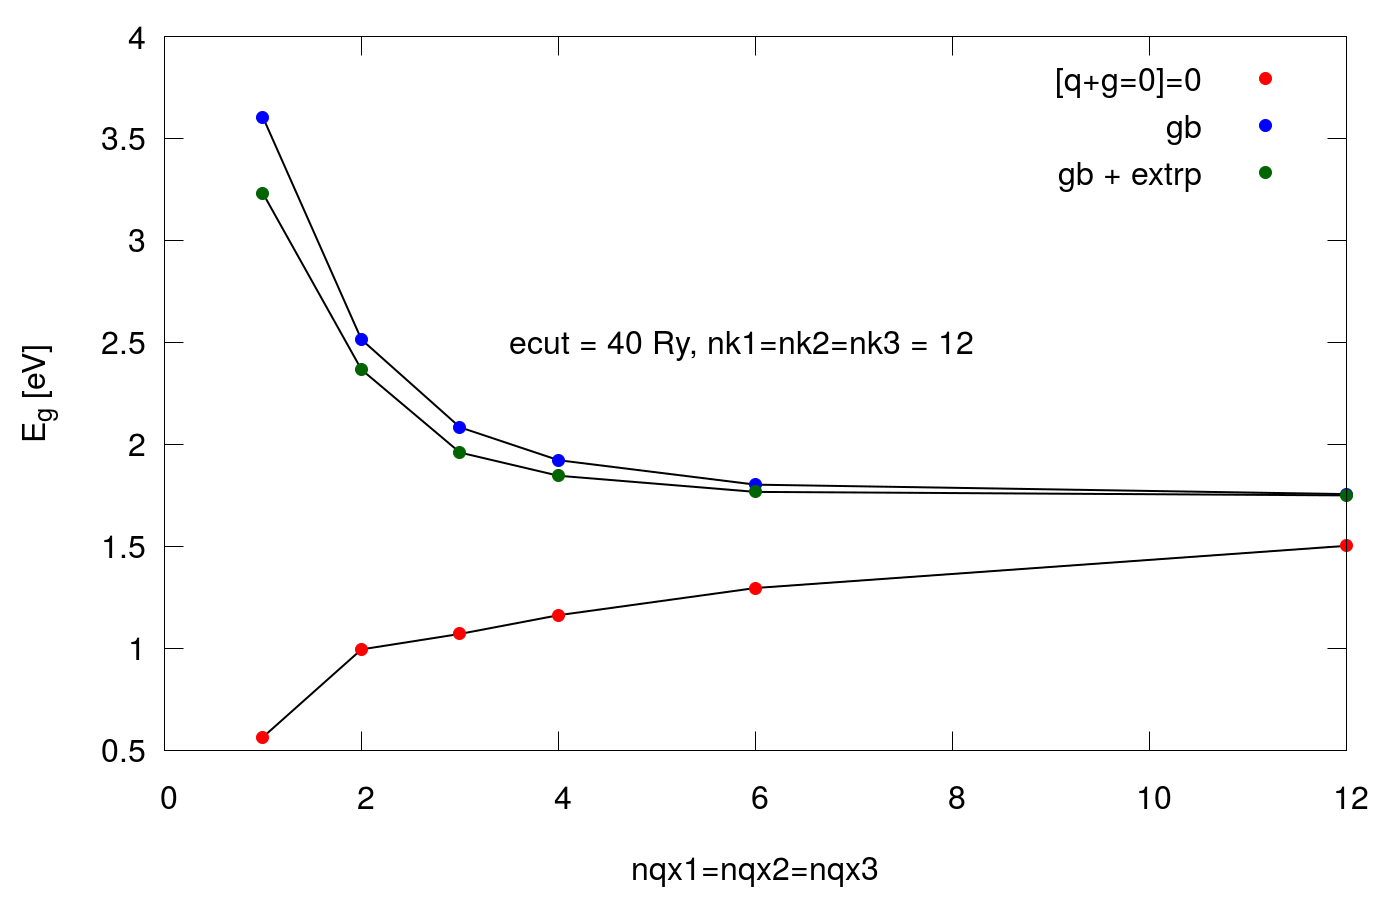 4
3.5
3
2.5
2
1.5
1
0.5
0 2 4 6 8 10 12
E_g [eV]
nqx1=nqx2=nqx3
[q+g=0]=0
gb
gb + extrp
ecut = 40 Ry, nk1=nk2=nk3 = 12